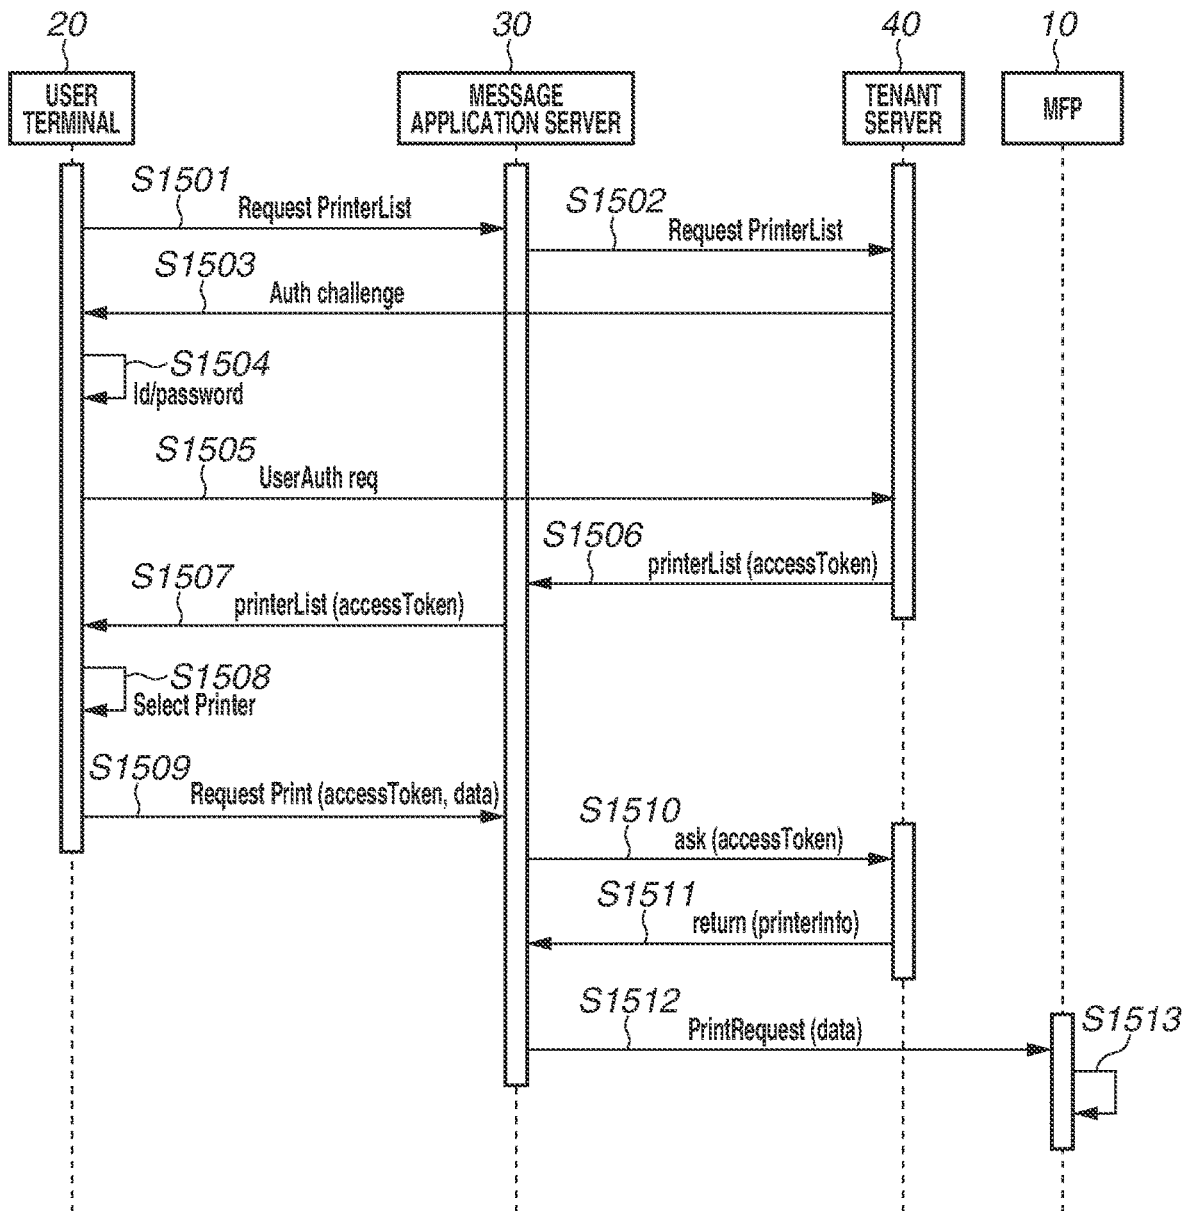 20
30
40
10
USER
TERMINAL
MESSAGE
APPLICATION SERVER
TENANT
SERVER
MFP
S1501
Request PrinterList
S1502
Request PrinterList
S1503
Auth challenge
S1504
Id/password
S1505
UserAuth req
S1506
printerList (accessToken)
S1507
printerList (accessToken)
S1508
Select Printer
S1509
Request Print (accessToken, data)
S1510
ask (accessToken)
S1511
return (printerInfo)
S1512
PrintRequest (data)
S1513